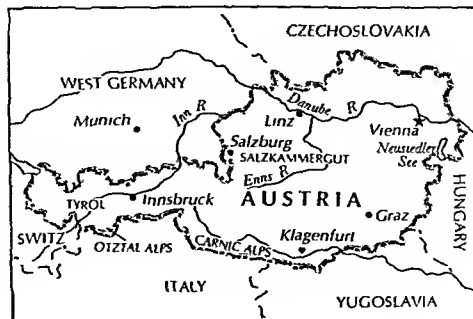 CZECHOSLOVAKIA
WEST GERMANY
Danube R
Inn R
Linz
Munich
Vienna
Salzburg
Neusiedler
See
SALZKAMMERGUT
Enns R
AUSTRIA
HUNGARY
TYROL
Innsbruck
Graz
SWITZ
OTZTAL ALPS
CARNIC ALPS
Klagenfurt
ITALY
YUGOSLAVIA